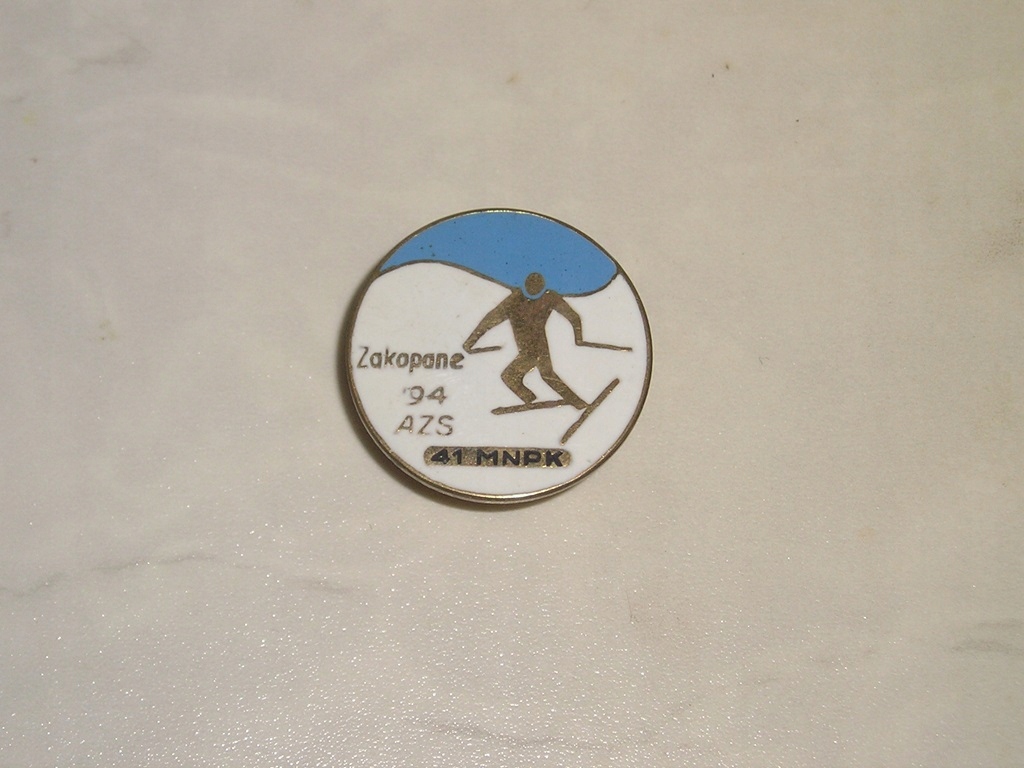 Zakopane
'94
AZS
41 MNPK